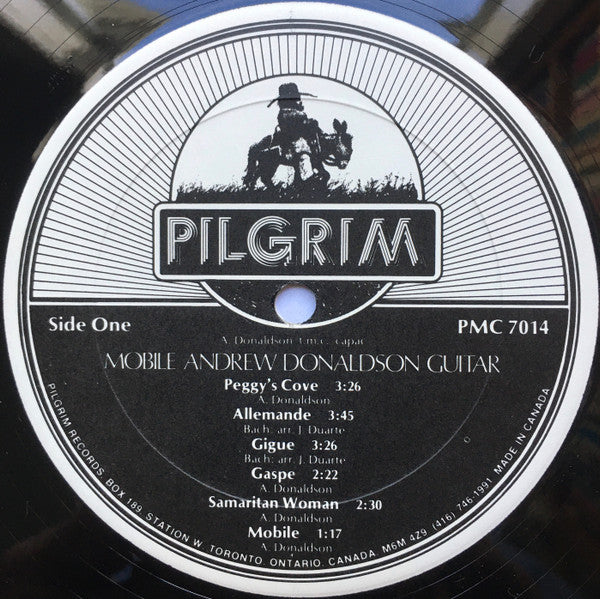 PILGRIM
Side One
PMC 7014
A. Donaldson t.m.c. capac
MOBILE ANDREW DONALDSON GUITAR
Peggy's Cove 3:26
A. Donaldson
Allemande 3:45
Bach: arr. J. Duarte
Gigue 3:26
Bach: arr. J. Duarte
Gaspe 2:22
A. Donaldson
Samaritan Woman 2:30
A. Donaldson
Mobile 1:17
A. Donaldson
PILGRIM RECORDS, BOX 189, STATION W. TORONTO, ONTARIO, CANADA. M6M 4Z9 (416) 746-1991 MADE IN CANADA